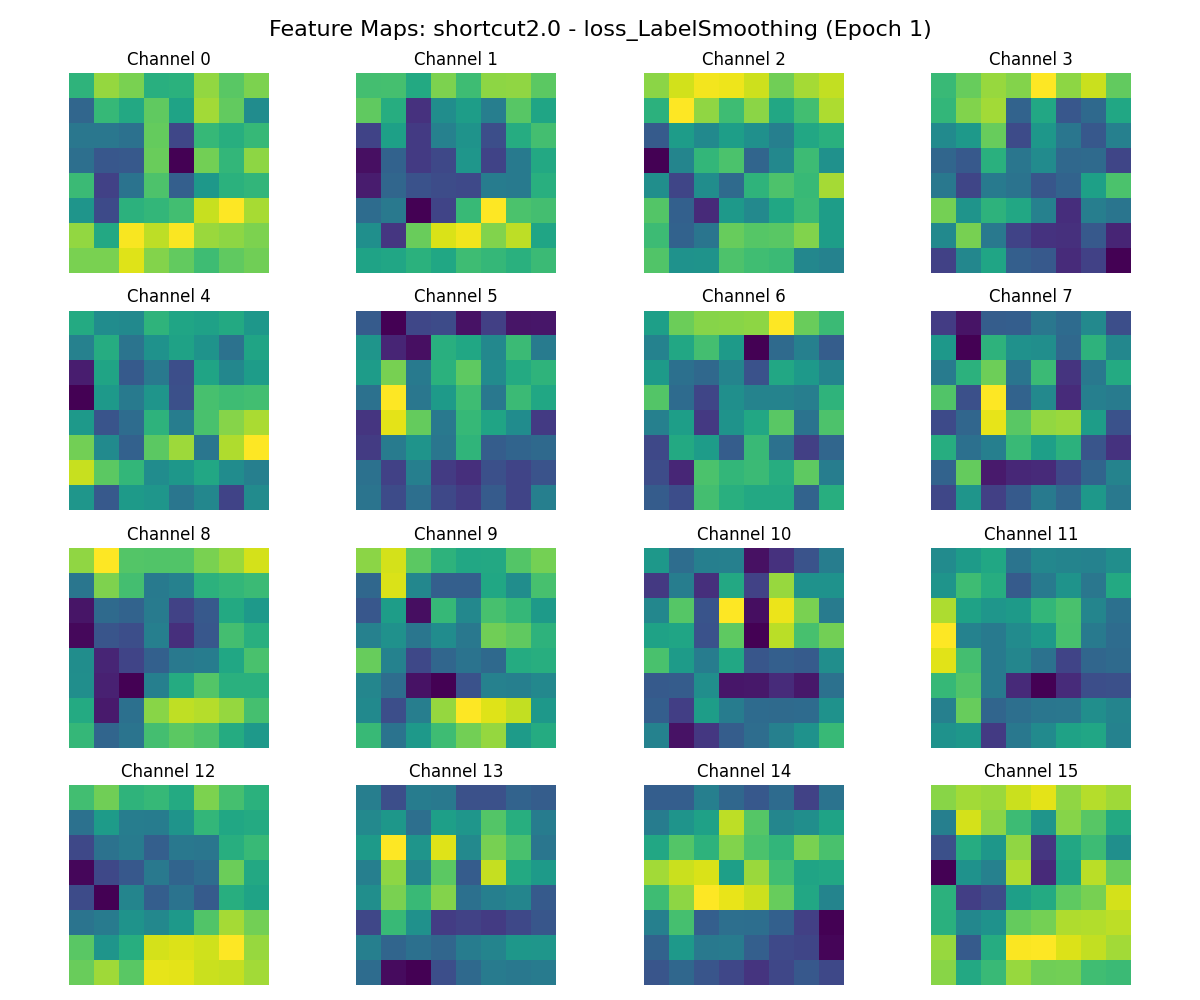 Feature Maps: shortcut2.0 - loss_LabelSmoothing (Epoch 1)
Channel 0
Channel 1
Channel 2
Channel 3
Channel 4
Channel 5
Channel 6
Channel 7
Channel 8
Channel 9
Channel 10
Channel 11
Channel 12
Channel 13
Channel 14
Channel 15